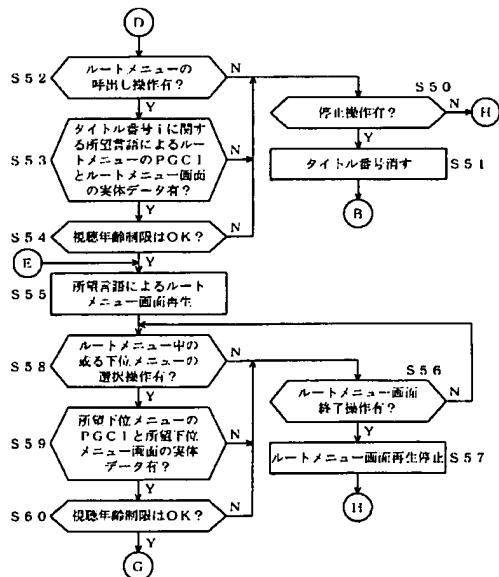 D
S52
ルートメニューの
呼出し操作有?
N
Y
S50
停止操作有?
N
H
Y
S53
タイトル番号iに関す
る所望言語によるルー
トメニューのPGCI
とルートメニュー画面
の実体データ有?
N
Y
タイトル番号消す
S51
B
S54
視聴年齢制限はOK?
N
Y
E
S55
所望言語によるルート
メニュー画面再生
S58
ルートメニュー中の
或る下位メニューの
選択操作有?
N
Y
S56
ルートメニュー画面
終了操作有?
N
Y
S59
所望下位メニューの
PGCIと所望下位
メニュー画面の実体
データ有?
N
Y
ルートメニュー画面再生停止
S57
H
S60
視聴年齢制限はOK?
N
Y
G